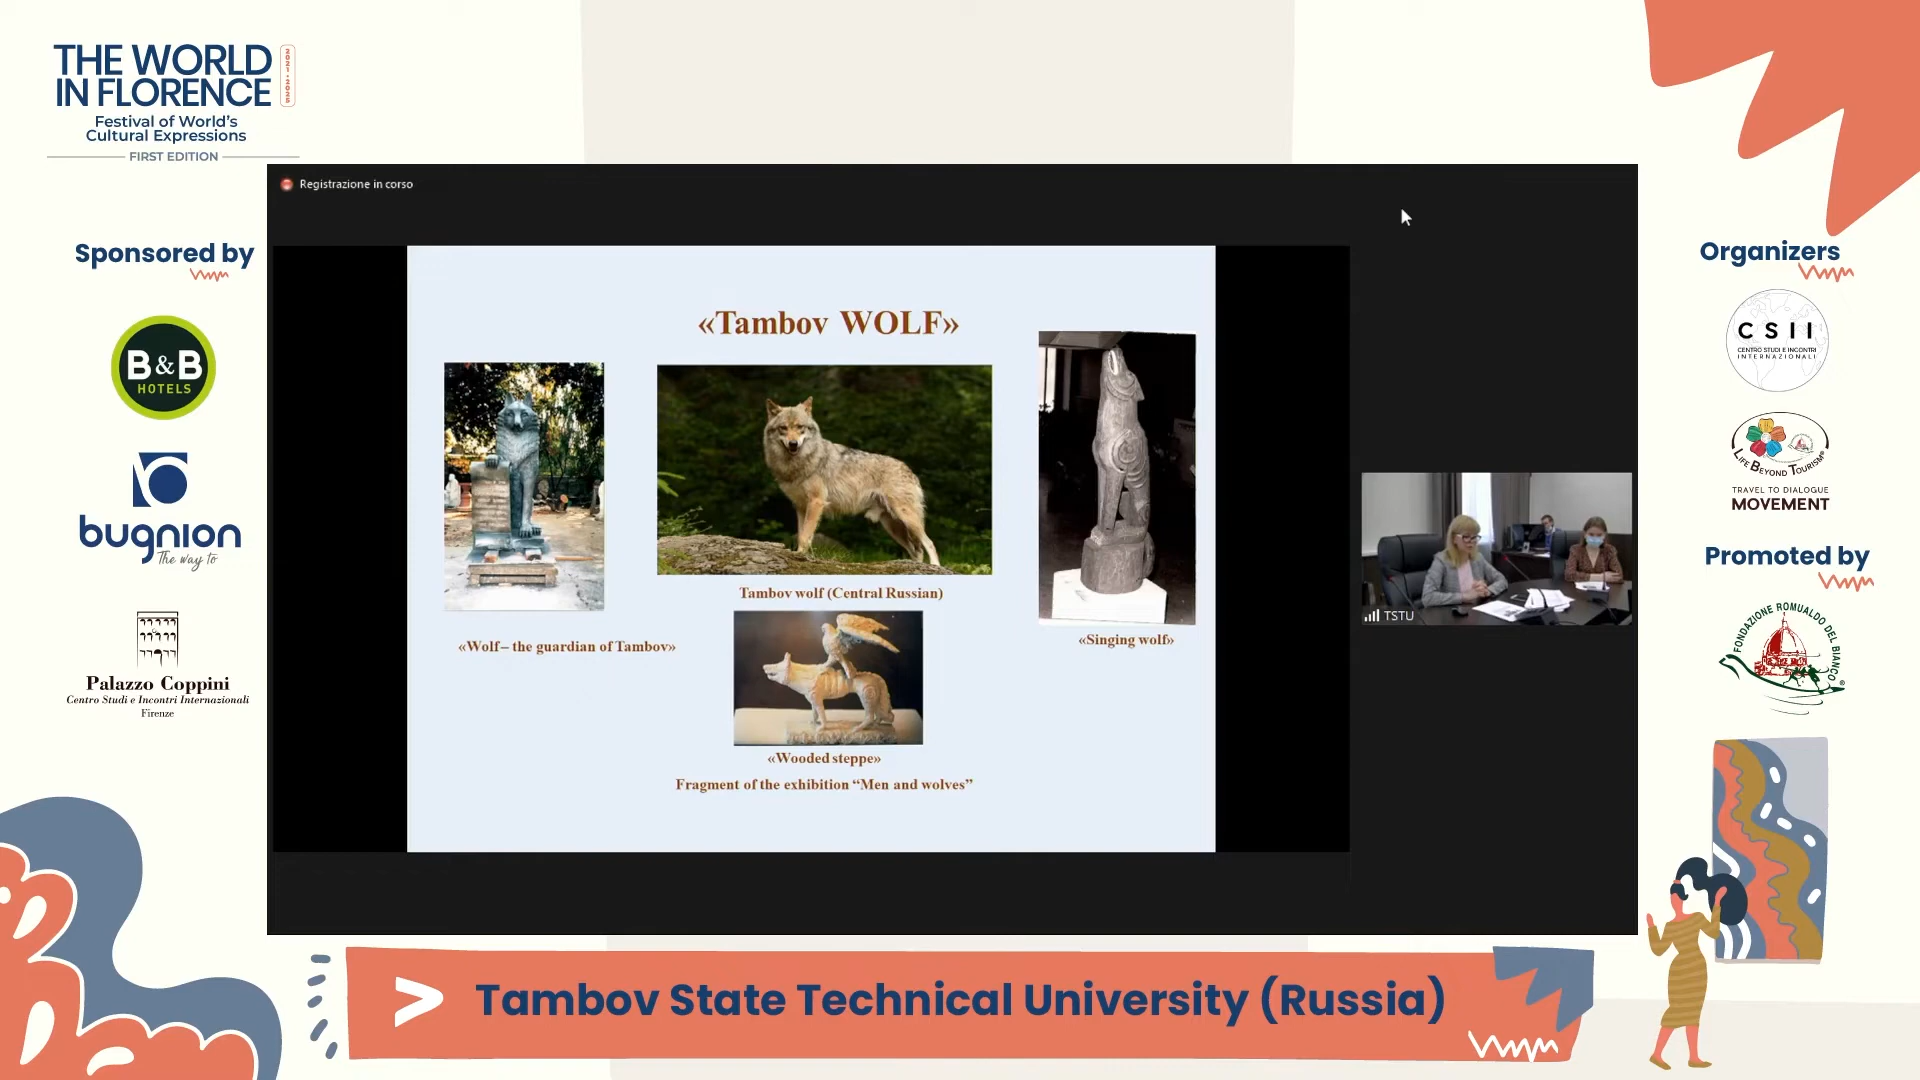 THE WORLD
IN FLORENCE
2021-2025
Festival of World's
Cultural Expressions
FIRST EDITION
Sponsored by
B&B
HOTELS
bugnion
The way to
Palazzo Coppini
Centro Studi e Incontri Internazionali
Firenze
Registrazione in corso
«Tambov WOLF»
«Wolf– the guardian of Tambov»
Tambov wolf (Central Russian)
«Singing wolf»
«Wooded steppe»
Fragment of the exhibition “Men and wolves”
TSTU
Organizers
CSII
CENTRO STUDI E INCONTRI
INTERNAZIONALI
LIFE BEYOND TOURISM®
TRAVEL TO DIALOGUE
MOVEMENT
Promoted by
FONDAZIONE ROMUALDO DEL BIANCO
®
> Tambov State Technical University (Russia)